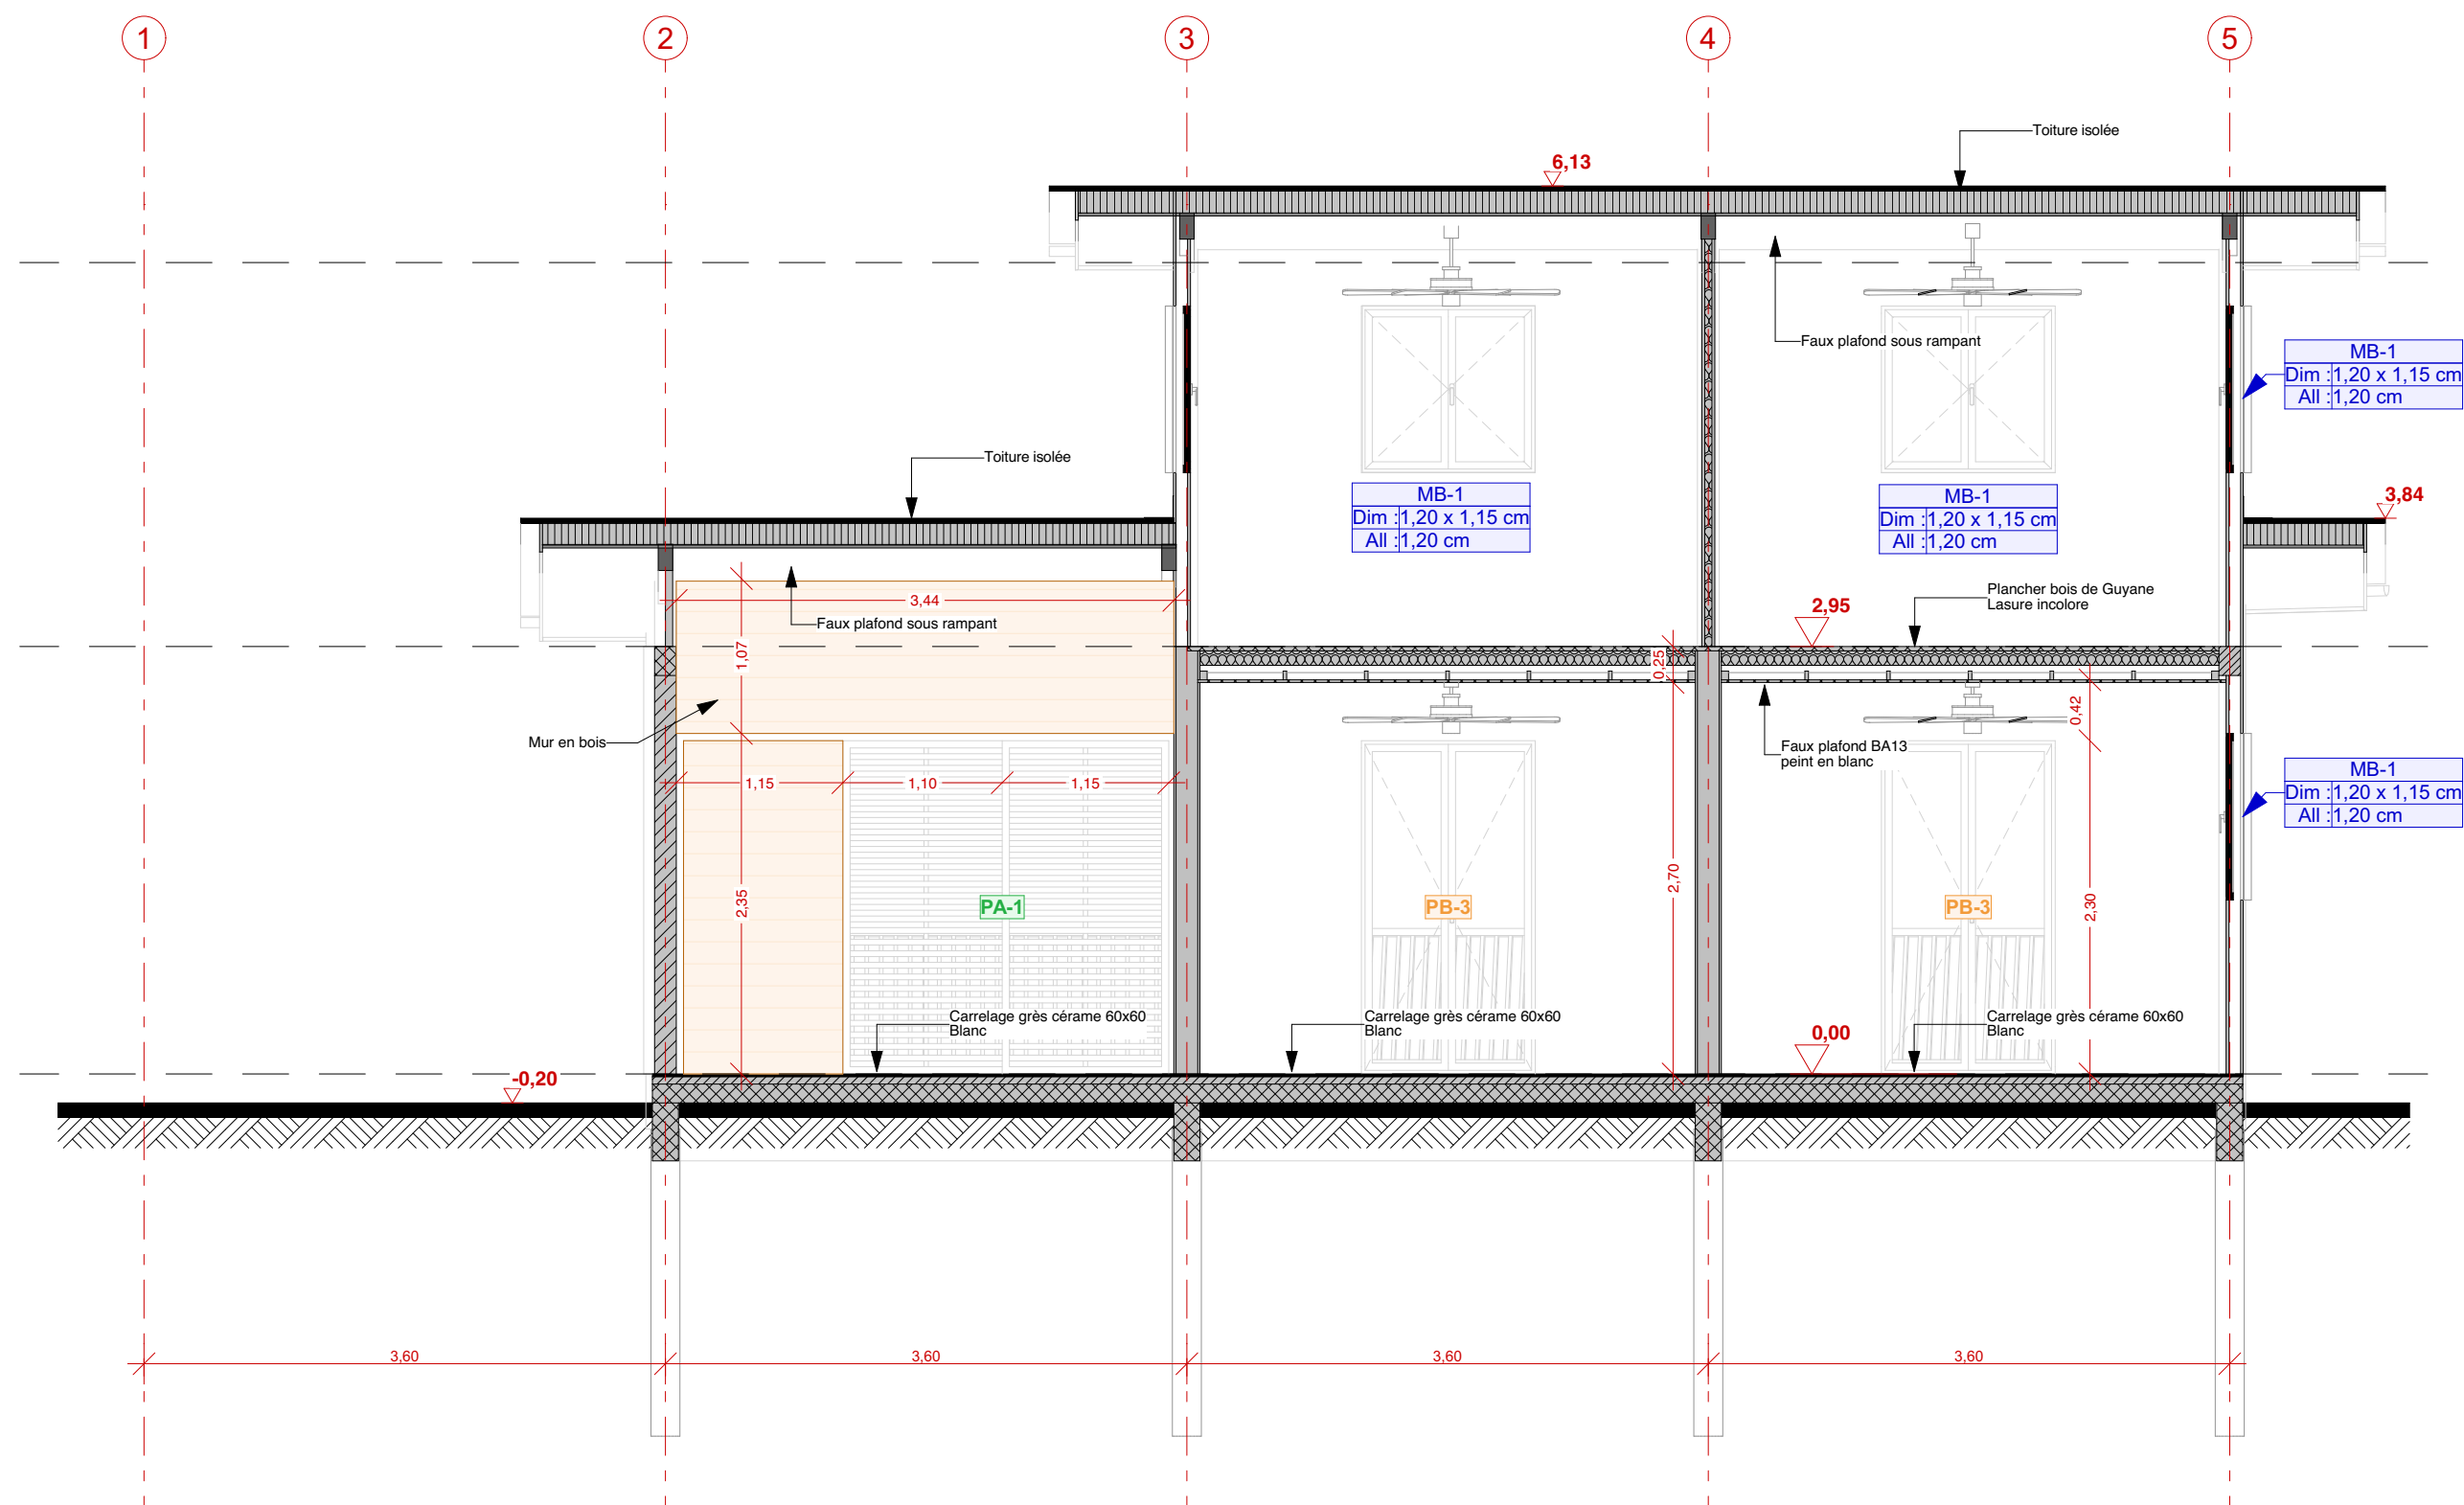 1
2
3
4
5
Toiture isolée
6,13
Faux plafond sous rampant
MB-1
Dim : 1,20 x 1,15 cm
All : 1,20 cm
Toiture isolée
MB-1
Dim : 1,20 x 1,15 cm
All : 1,20 cm
MB-1
Dim : 1,20 x 1,15 cm
All : 1,20 cm
3,84
3,44
Faux plafond sous rampant
1,07
2,95
Plancher bois de Guyane
Lasure incolore
0,25
0,42
Mur en bois
Faux plafond BA13
peint en blanc
MB-1
Dim : 1,20 x 1,15 cm
All : 1,20 cm
1,15
1,10
1,15
2,35
2,70
2,30
PA-1
PB-3
PB-3
Carrelage grès cérame 60x60
Blanc
Carrelage grès cérame 60x60
Blanc
0,00
Carrelage grès cérame 60x60
Blanc
-0,20
3,60
3,60
3,60
3,60